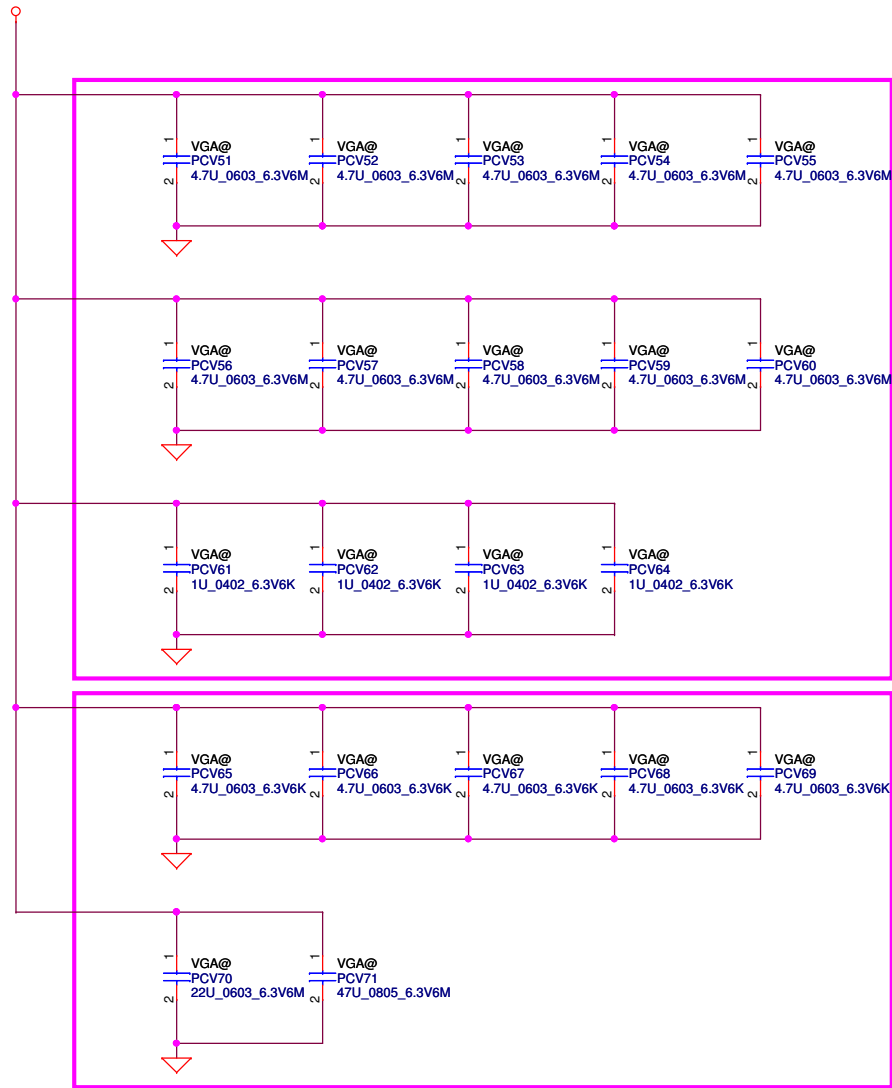 1 VGA@ 1 VGA@ 1 VGA@ 1 VGA@ 1 VGA@
PCV51 PCV52 PCV53 PCV54 PCV55
2 4.7U_0603_6.3V6M 2 4.7U_0603_6.3V6M 2 4.7U_0603_6.3V6M 2 4.7U_0603_6.3V6M 2 4.7U_0603_6.3V6M
1 VGA@ 1 VGA@ 1 VGA@ 1 VGA@ 1 VGA@
PCV56 PCV57 PCV58 PCV59 PCV60
2 4.7U_0603_6.3V6M 2 4.7U_0603_6.3V6M 2 4.7U_0603_6.3V6M 2 4.7U_0603_6.3V6M 2 4.7U_0603_6.3V6M
1 VGA@ 1 VGA@ 1 VGA@ 1 VGA@
PCV61 PCV62 PCV63 PCV64
2 1U_0402_6.3V6K 2 1U_0402_6.3V6K 2 1U_0402_6.3V6K 2 1U_0402_6.3V6K
1 VGA@ 1 VGA@ 1 VGA@ 1 VGA@ 1 VGA@
PCV65 PCV66 PCV67 PCV68 PCV69
2 4.7U_0603_6.3V6K 2 4.7U_0603_6.3V6K 2 4.7U_0603_6.3V6K 2 4.7U_0603_6.3V6K 2 4.7U_0603_6.3V6K
1 VGA@ 1 VGA@
PCV70 PCV71
2 22U_0603_6.3V6M 2 47U_0805_6.3V6M